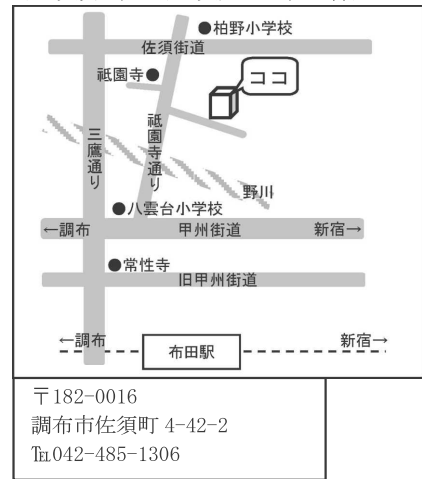 ●柏野小学校
佐須街道
祗園寺●
ココ
三鷹通り
祗園寺通り
野川
●八雲台小学校
←調布 甲州街道 新宿→
●常性寺
旧甲州街道
←調布 新宿→
布田駅
〒182-0016
調布市佐須町 4-42-2
℡042-485-1306